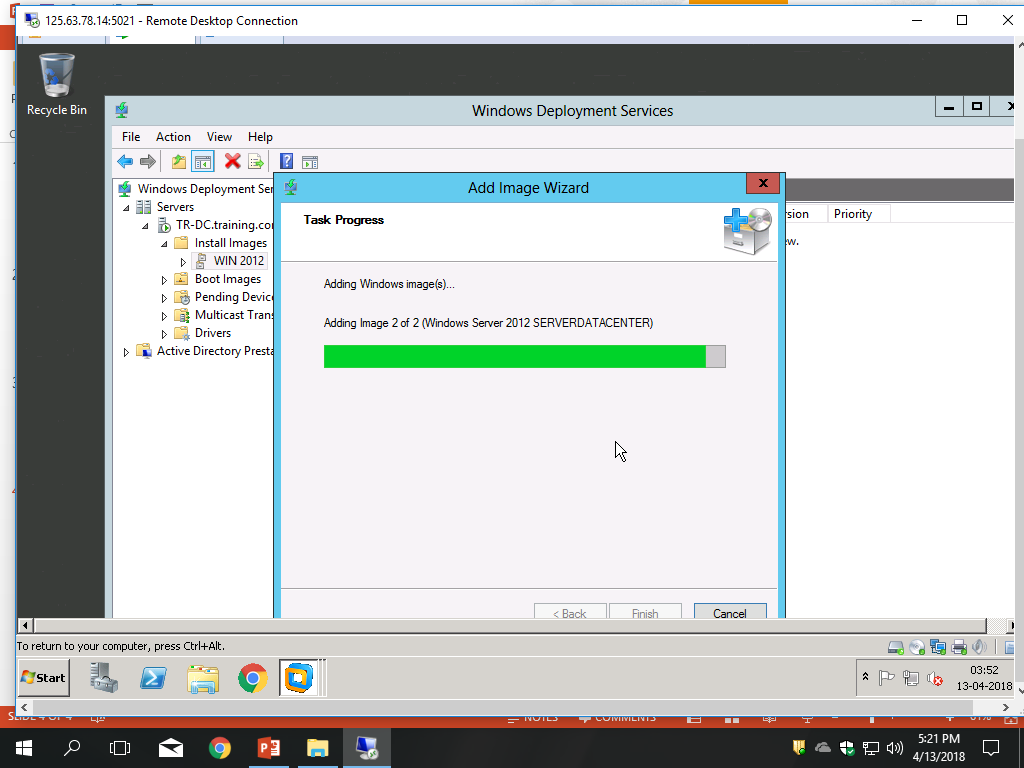 125.63.78.14:5021 - Remote Desktop Connection
Recycle Bin
Windows Deployment Services
File Action View Help
Windows Deployment Ser
Servers
TR-DC.training.co
Install Images
WIN 2012
Boot Images
Pending Device
Multicast Trans
Drivers
Active Directory Presta
Add Image Wizard
Task Progress
Adding Windows image(s)...
Adding Image 2 of 2 (Windows Server 2012 SERVERDATACENTER)
< Back Finish Cancel
rsion Priority
ew.
To return to your computer, press Ctrl+Alt.
Start
03:52
13-04-2018
SLIDE 4 OF 4
NOTES COMMENTS
81%
5:21 PM
4/13/2018